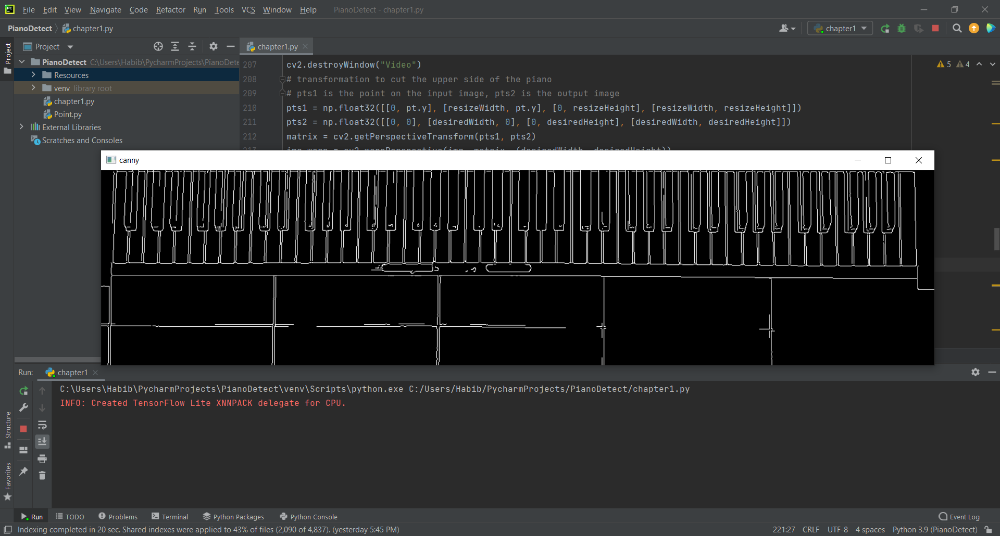 File Edit View Navigate Code Refactor Run Tools VCS Window Help PianoDetect - chapter1.py
PianoDetect chapter1.py
chapter1
Project
Project
chapter1.py
PianoDetect C:\Users\Habib\PycharmProjects\PianoDete
Resources
venv library root
chapter1.py
Point.py
External Libraries
Scratches and Consoles
5 4
207 cv2.destroyWindow("Video")
208 # transformation to cut the upper side of the piano
209 # pts1 is the point on the input image, pts2 is the output image
210 pts1 = np.float32([[0, pt.y], [resizeWidth, pt.y], [0, resizeHeight], [resizeWidth, resizeHeight]])
211 pts2 = np.float32([[0, 0], [desiredWidth, 0], [0, desiredHeight], [desiredWidth, desiredHeight]])
212 matrix = cv2.getPerspectiveTransform(pts1, pts2)
canny
Run: chapter1
C:\Users\Habib\PycharmProjects\PianoDetect\venv\Scripts\python.exe C:/Users/Habib/PycharmProjects/PianoDetect/chapter1.py
INFO: Created TensorFlow Lite XNNPACK delegate for CPU.
Structure
Favorites
Run TODO Problems Terminal Python Packages Python Console Event Log
Indexing completed in 20 sec. Shared indexes were applied to 43% of files (2,090 of 4,837). (yesterday 5:45 PM) 221:27 CRLF UTF-8 4 spaces Python 3.9 (PianoDetect)